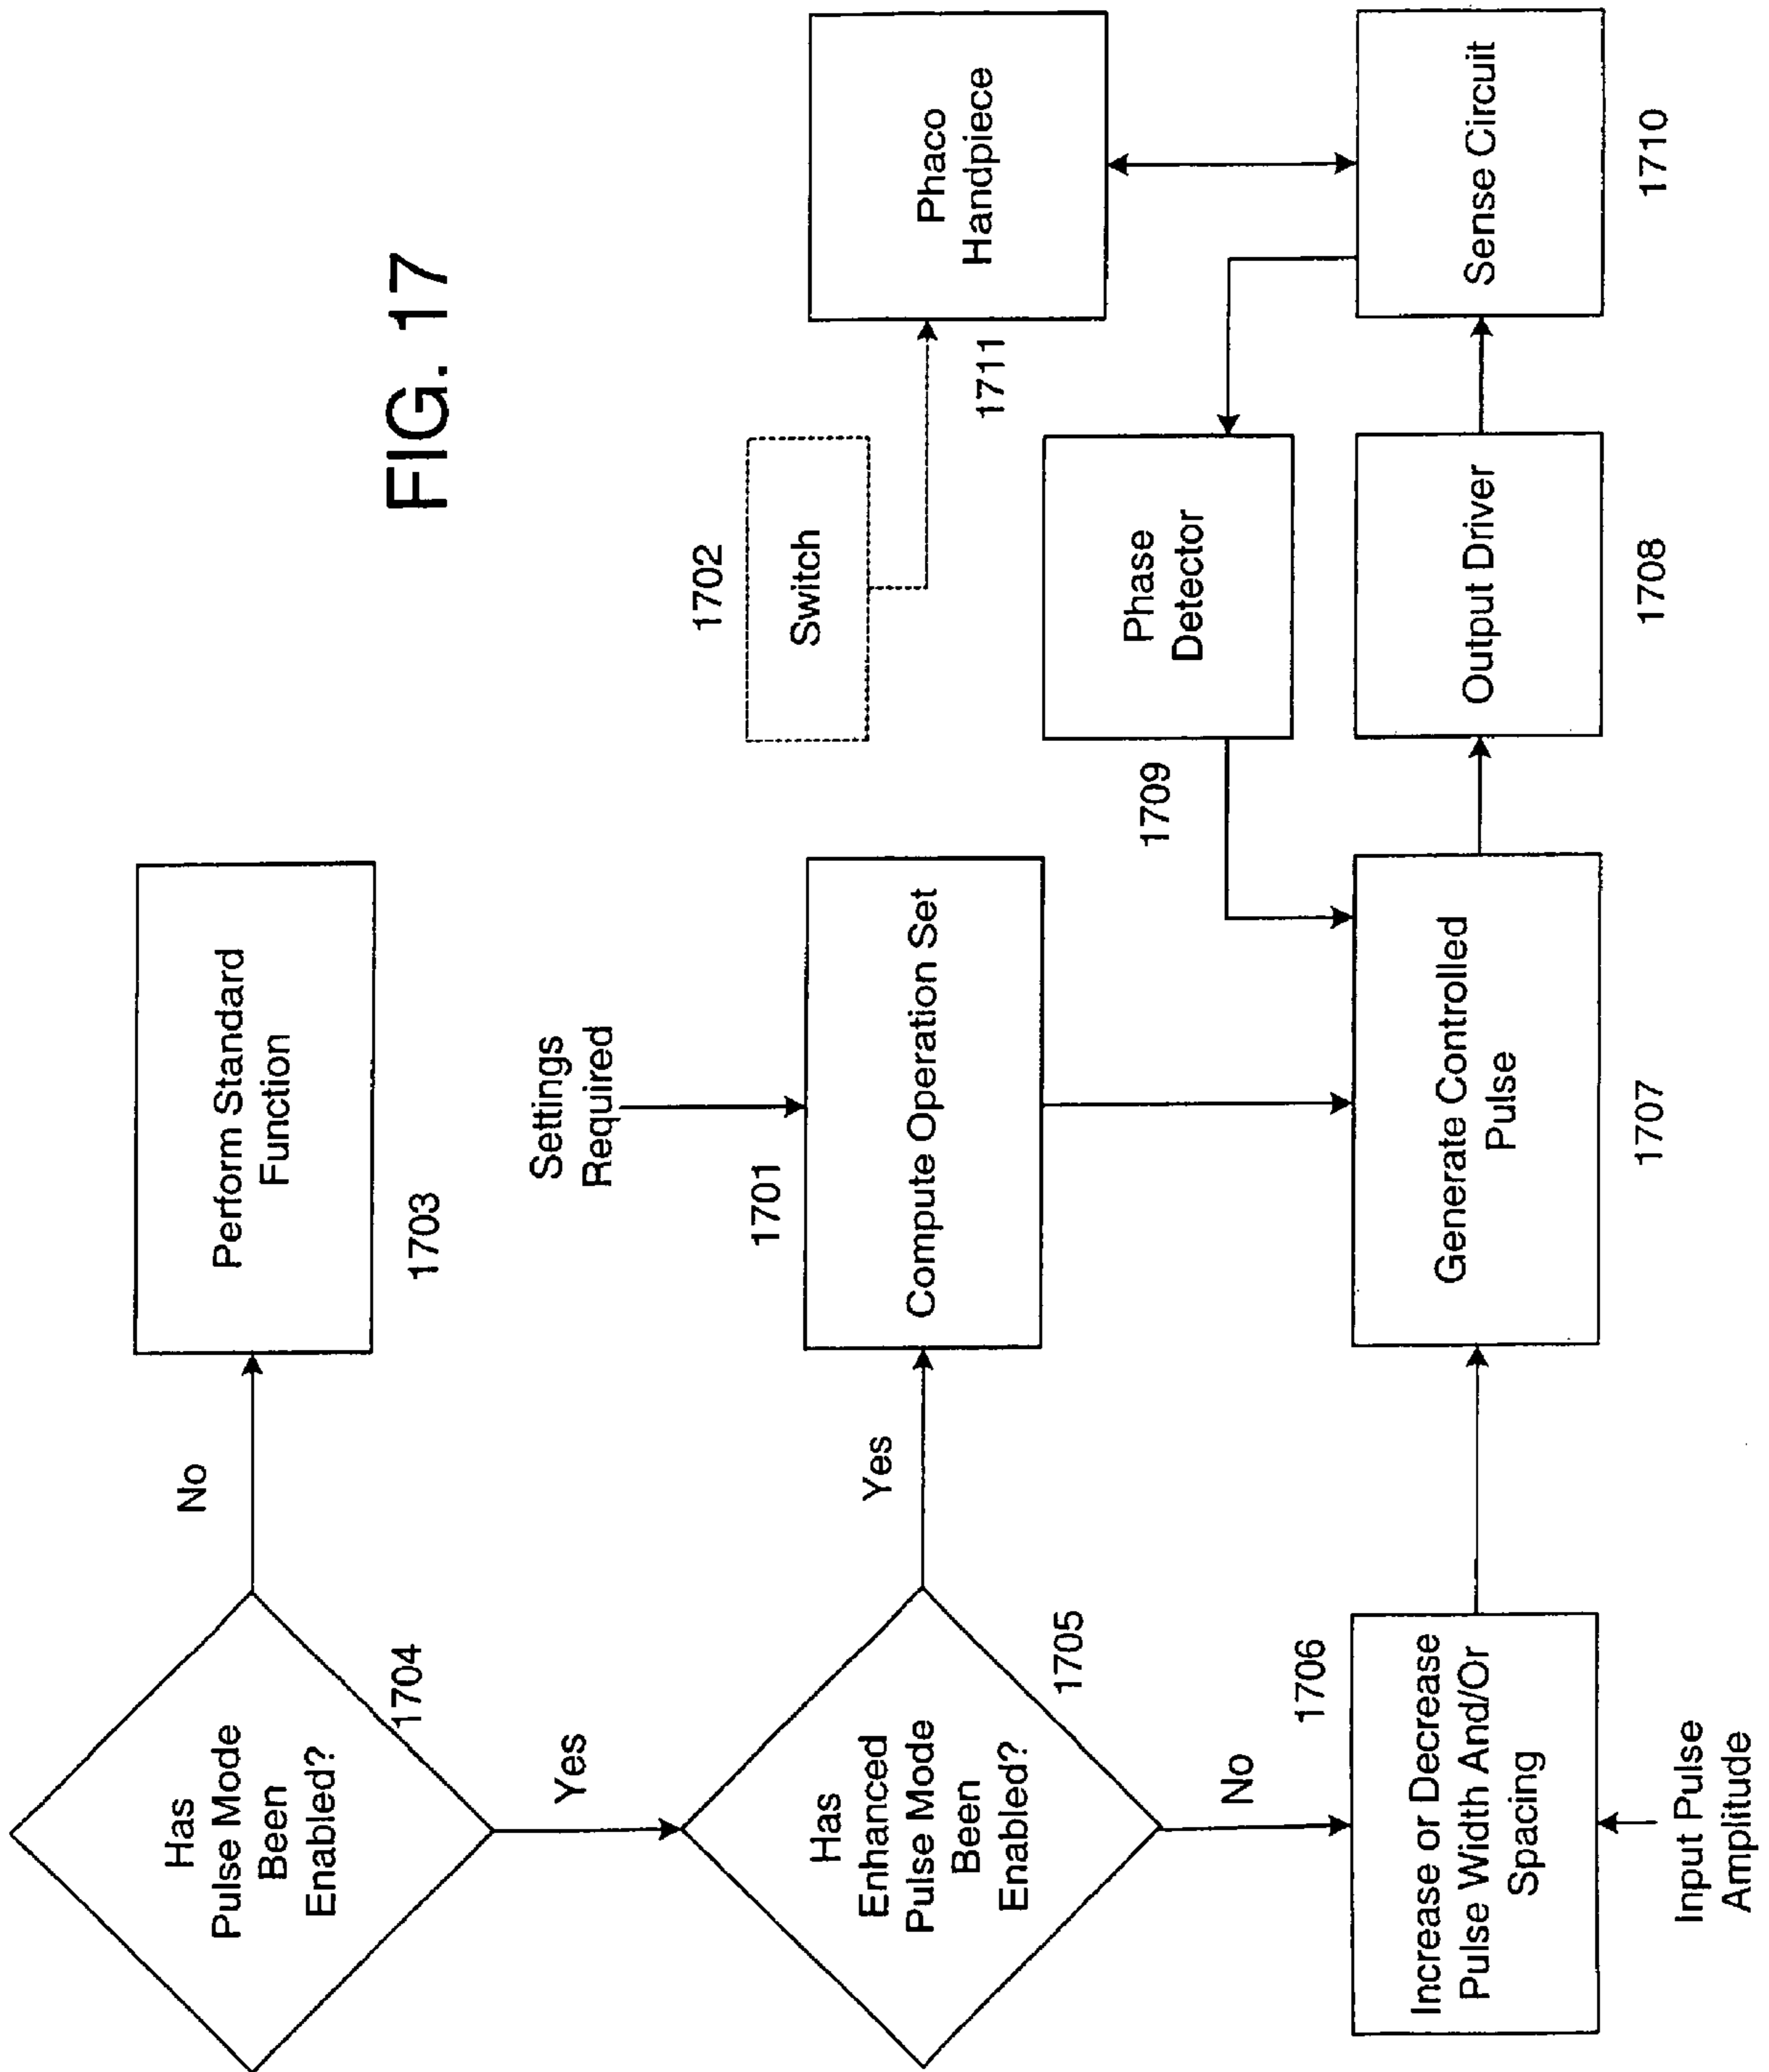 FIG. 17
Has
Pulse Mode
Been
Enabled?
1704
No
Perform Standard
Function
1703
Yes
Has
Enhanced
Pulse Mode
Been
Enabled?
1705
Yes
Settings
Required
1701
Compute Operation Set
1702
Switch
Phaco
Handpiece
1711
No
1706
Increase or Decrease
Pulse Width And/Or
Spacing
Input Pulse
Amplitude
Generate Controlled
Pulse
1707
1709
Phase
Detector
Output Driver
1708
Sense Circuit
1710